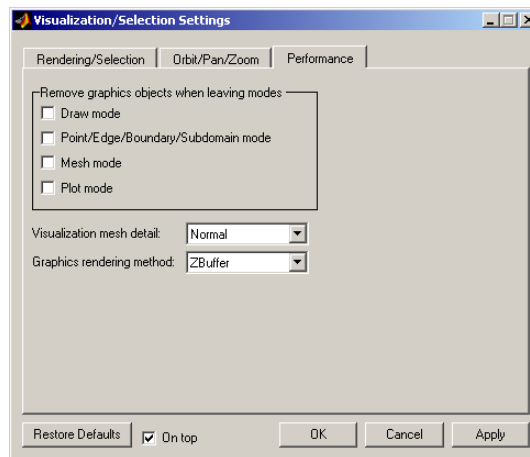 Visualization/Selection Settings
Rendering/Selection Orbit/Pan/Zoom Performance
Remove graphics objects when leaving modes
Draw mode
Point/Edge/Boundary/Subdomain mode
Mesh mode
Plot mode
Visualization mesh detail: Normal
Graphics rendering method: ZBuffer
Restore Defaults On top OK Cancel Apply